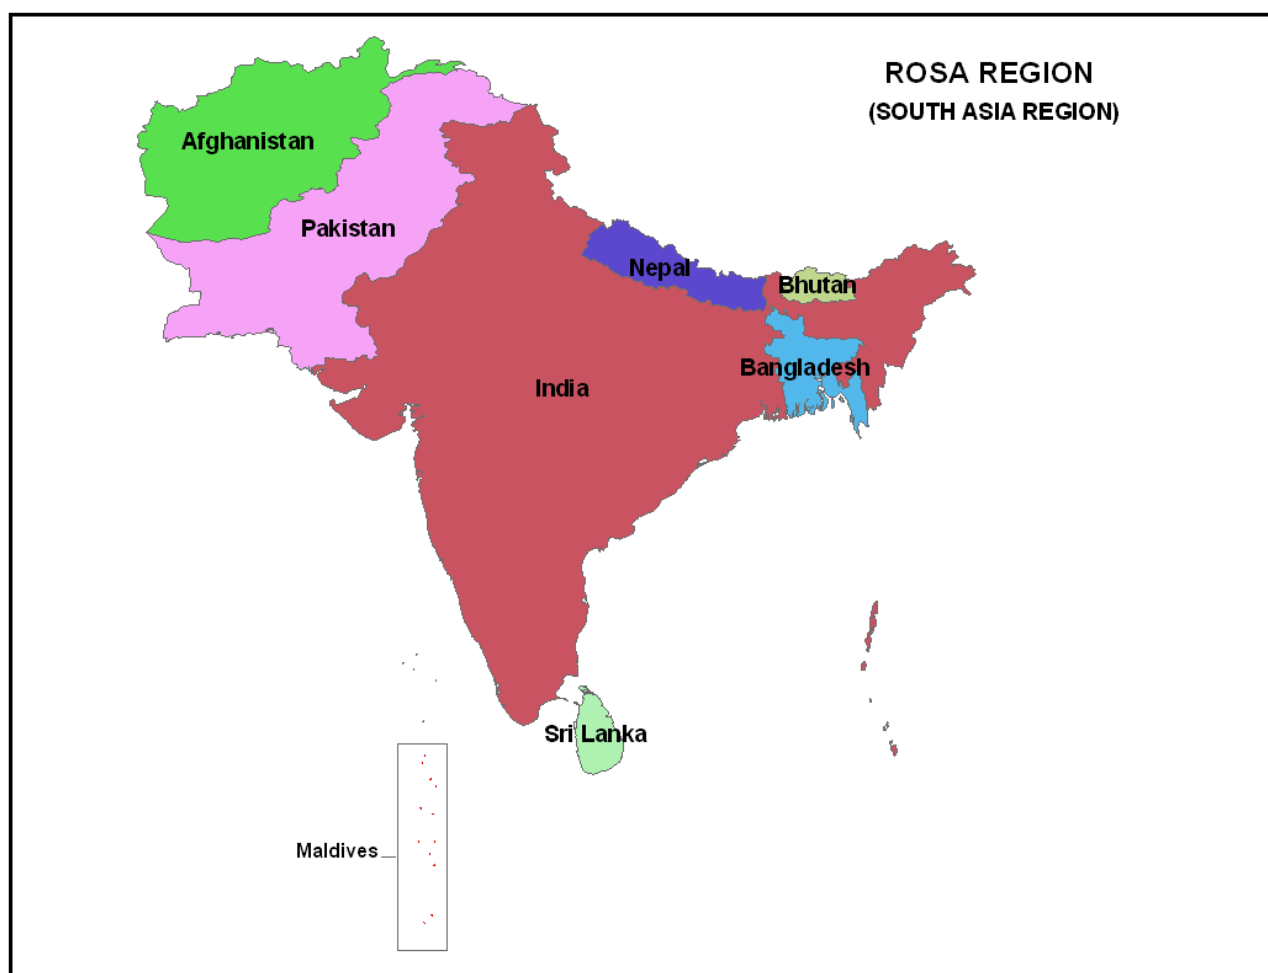 ROSA REGION
(SOUTH ASIA REGION)
Afghanistan
Pakistan
Nepal
Bhutan
Bangladesh
India
Sri Lanka
Maldives